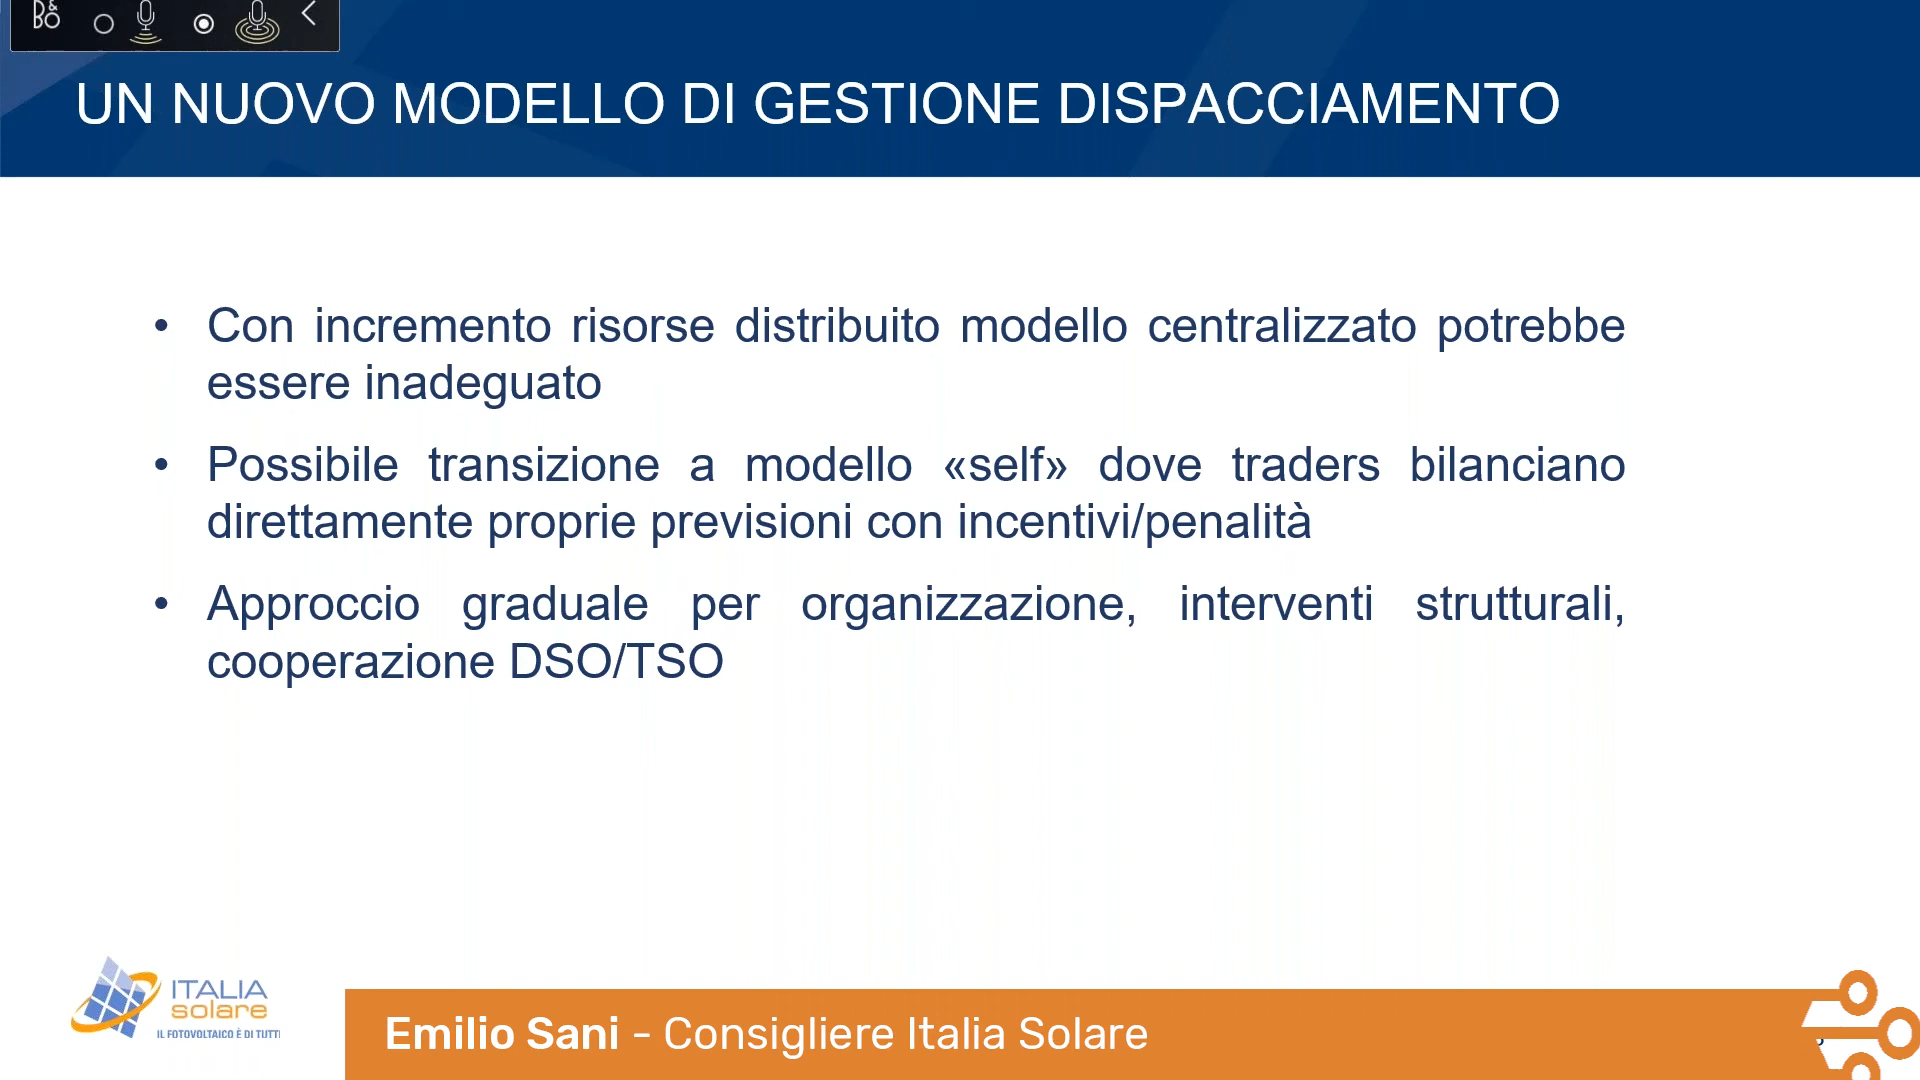 B&O
UN NUOVO MODELLO DI GESTIONE DISPACCIAMENTO
• Con incremento risorse distribuito modello centralizzato potrebbe
essere inadeguato
• Possibile transizione a modello «self» dove traders bilanciano
direttamente proprie previsioni con incentivi/penalità
• Approccio graduale per organizzazione, interventi strutturali,
cooperazione DSO/TSO
ITALIA
solare
IL FOTOVOLTAICO È DI TUTTI
Emilio Sani - Consigliere Italia Solare